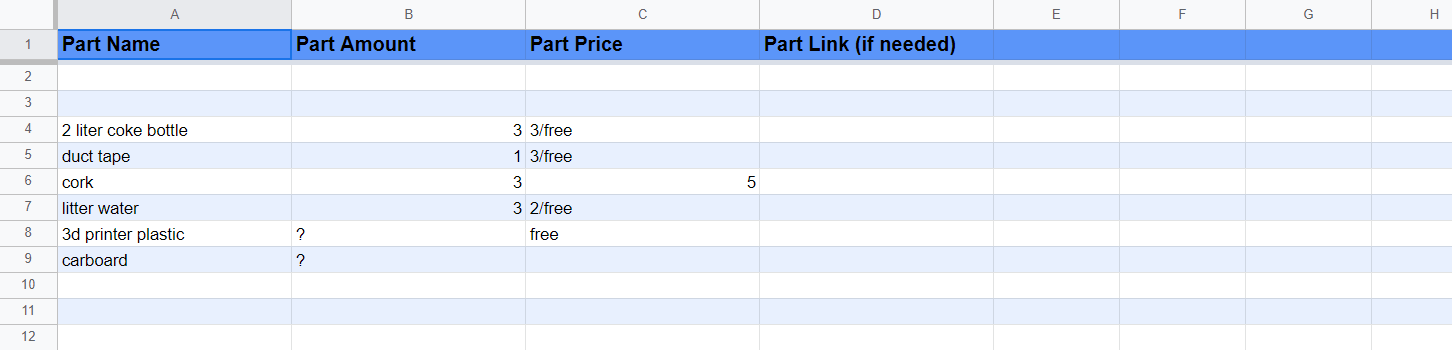 A B C D E F G H
1 Part Name Part Amount Part Price Part Link (if needed)
2
3
4 2 liter coke bottle 3 3/free
5 duct tape 1 3/free
6 cork 3 5
7 litter water 3 2/free
8 3d printer plastic ? free
9 carboard ?
10
11
12